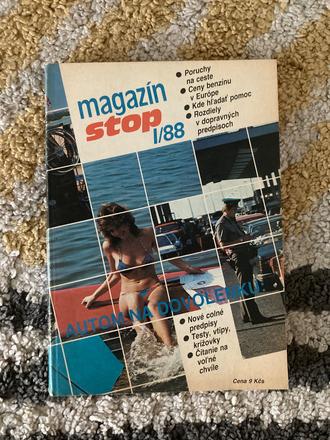 magazín
stop
I/88
● Poruchy
na ceste
● Ceny benzínu
v Európe
● Kde hľadať pomoc
● Rozdiely
v dopravných
predpisoch
AUTOM NA DOVOLENKU
● Nové colné
predpisy
● Testy, vtipy,
krížovky
● Čítanie na
voľné
chvíle
Cena 9 Kčs